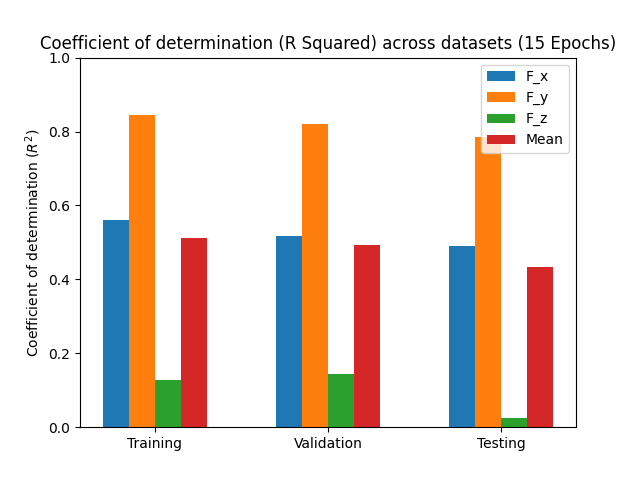 Coefficient of determination (R Squared) across datasets (15 Epochs)
1.0
0.8
0.6
0.4
0.2
0.0
Coefficient of determination (R²)
F_x
F_y
F_z
Mean
Training
Validation
Testing